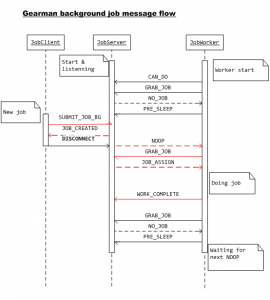 Gearman background job message flow
JobClient
JobServer
JobWorker
Start &
listenning
Worker start
CAN_DO
GRAB_JOB
NO_JOB
PRE_SLEEP
New job
SUBMIT_JOB_BG
JOB_CREATED
DISCONNECT
NOOP
GRAB_JOB
JOB_ASSIGN
Doing job
WORK_COMPLETE
GRAB_JOB
NO_JOB
PRE_SLEEP
Waiting for
next NOOP